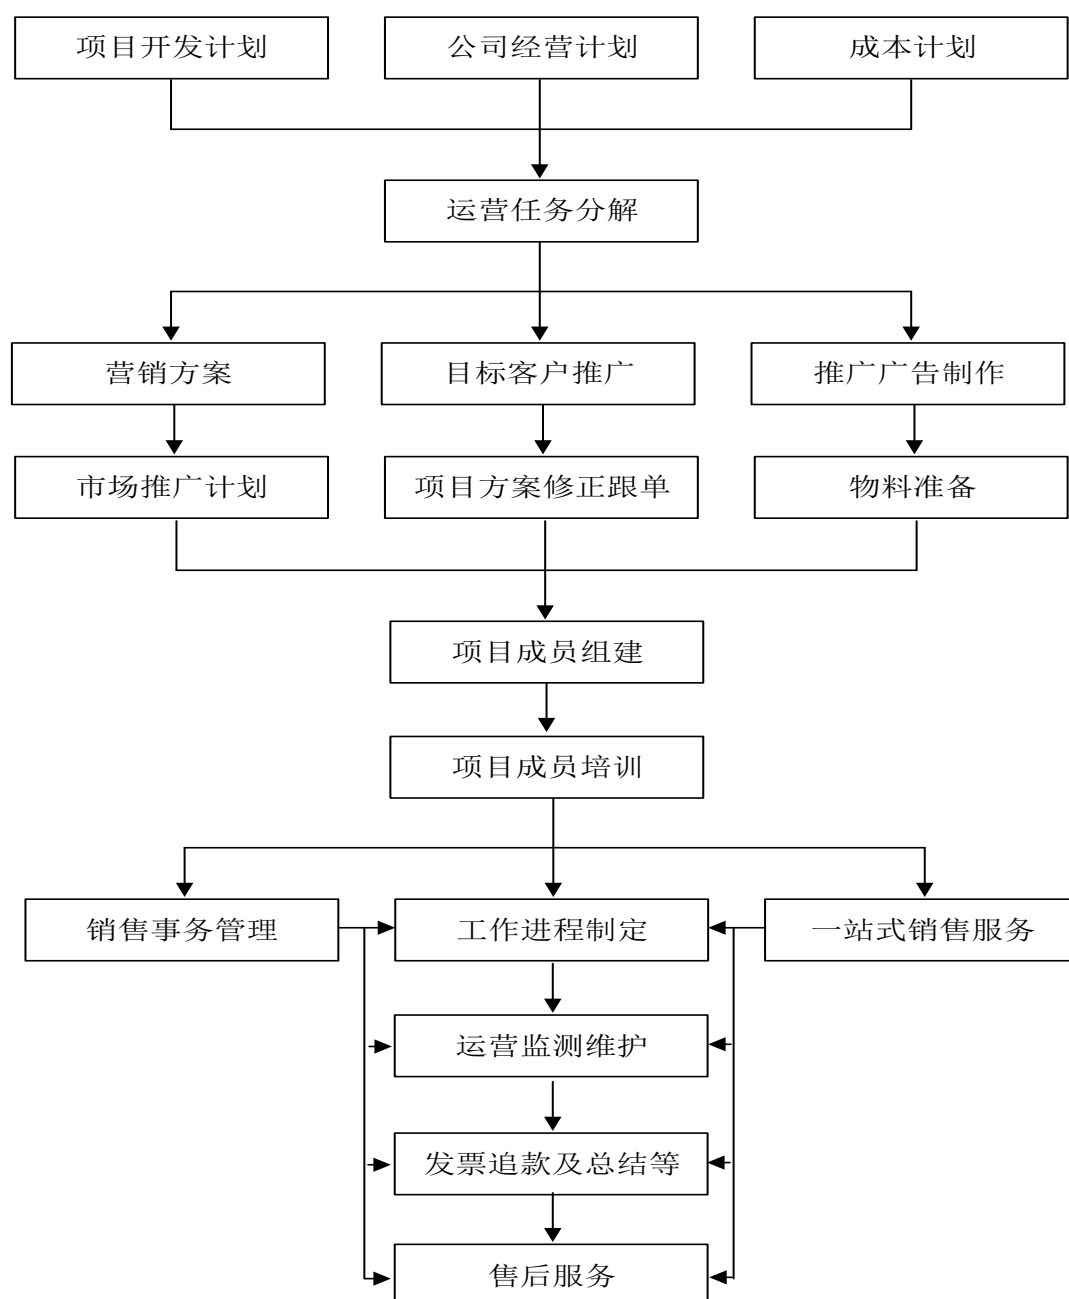 项目开发计划
公司经营计划
成本计划
运营任务分解
营销方案
目标客户推广
推广广告制作
市场推广计划
项目方案修正跟单
物料准备
项目成员组建
项目成员培训
销售事务管理
工作进程制定
一站式销售服务
运营监测维护
发票追款及总结等
售后服务